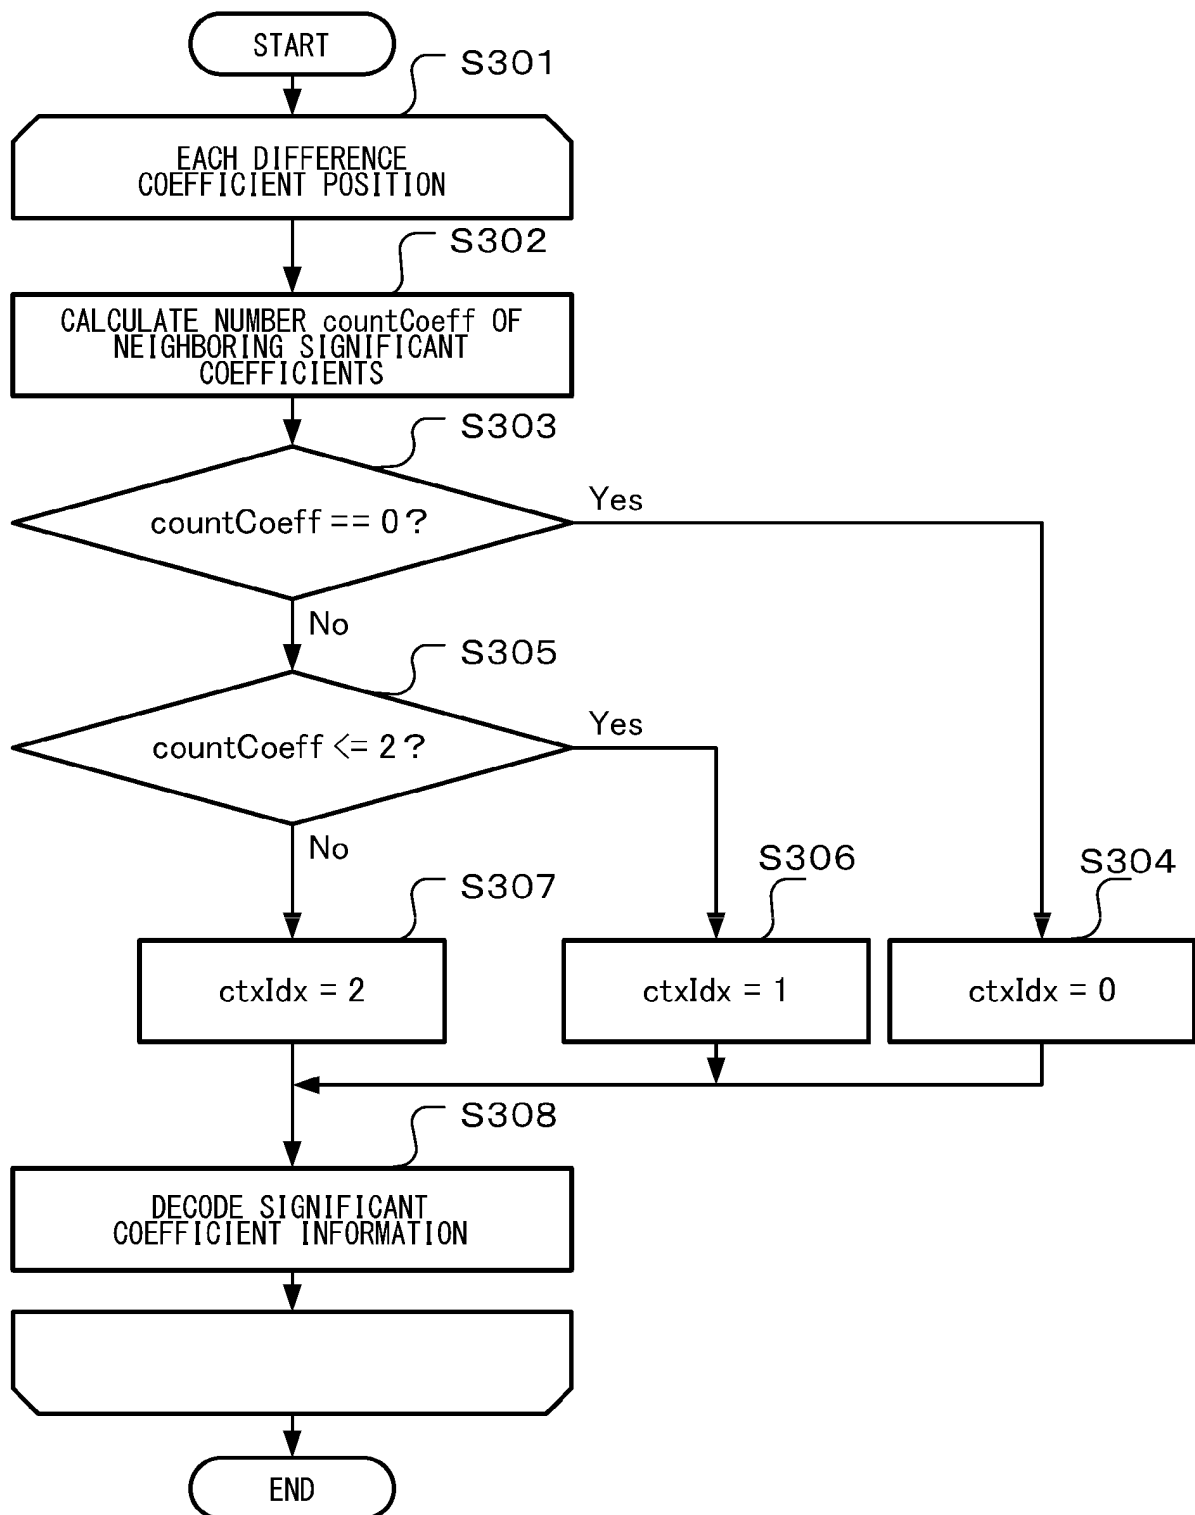 START
S301
EACH DIFFERENCE
COEFFICIENT POSITION
S302
CALCULATE NUMBER countCoeff OF
NEIGHBORING SIGNIFICANT
COEFFICIENTS
S303
countCoeff == 0?
Yes
No
S305
countCoeff <= 2?
Yes
No
S307
S306
S304
ctxIdx = 2
ctxIdx = 1
ctxIdx = 0
S308
DECODE SIGNIFICANT
COEFFICIENT INFORMATION
END